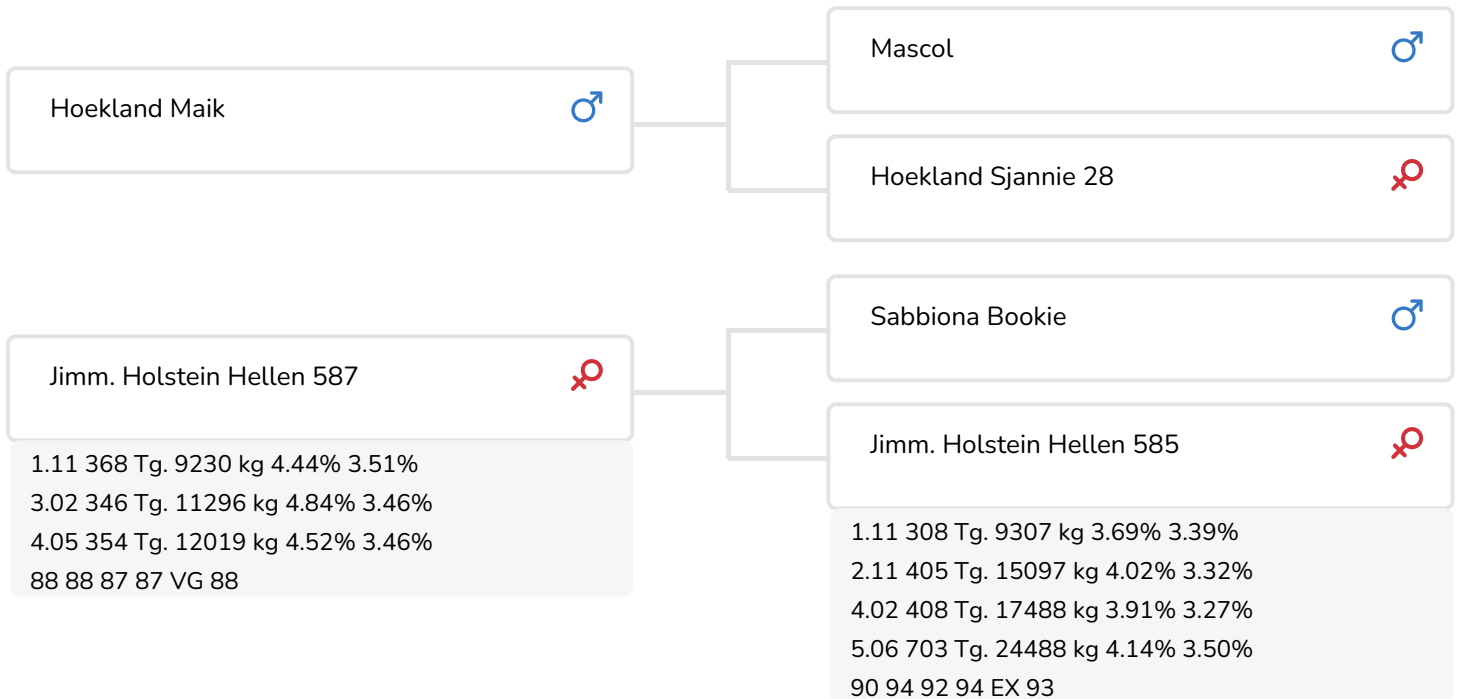 Hoekland Maik
Mascol
Hoekland Sjannie 28
Jimm. Holstein Hellen 587
1.11 368 Tg. 9230 kg 4.44% 3.51%
3.02 346 Tg. 11296 kg 4.84% 3.46%
4.05 354 Tg. 12019 kg 4.52% 3.46%
88 88 87 87 VG 88
Sabbiona Bookie
Jimm. Holstein Hellen 585
1.11 308 Tg. 9307 kg 3.69% 3.39%
2.11 405 Tg. 15097 kg 4.02% 3.32%
4.02 408 Tg. 17488 kg 3.91% 3.27%
5.06 703 Tg. 24488 kg 4.14% 3.50%
90 94 92 94 EX 93